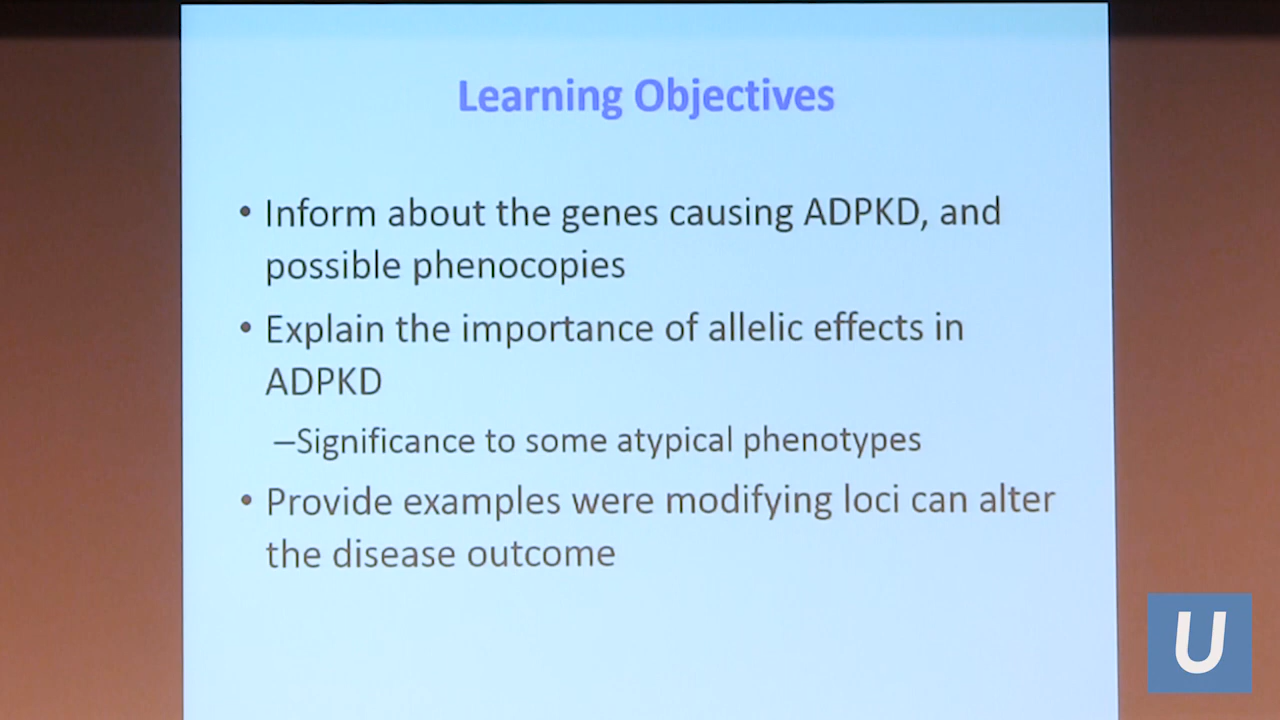 Learning Objectives
• Inform about the genes causing ADPKD, and
possible phenocopies
• Explain the importance of allelic effects in
ADPKD
–Significance to some atypical phenotypes
• Provide examples were modifying loci can alter
the disease outcome
U